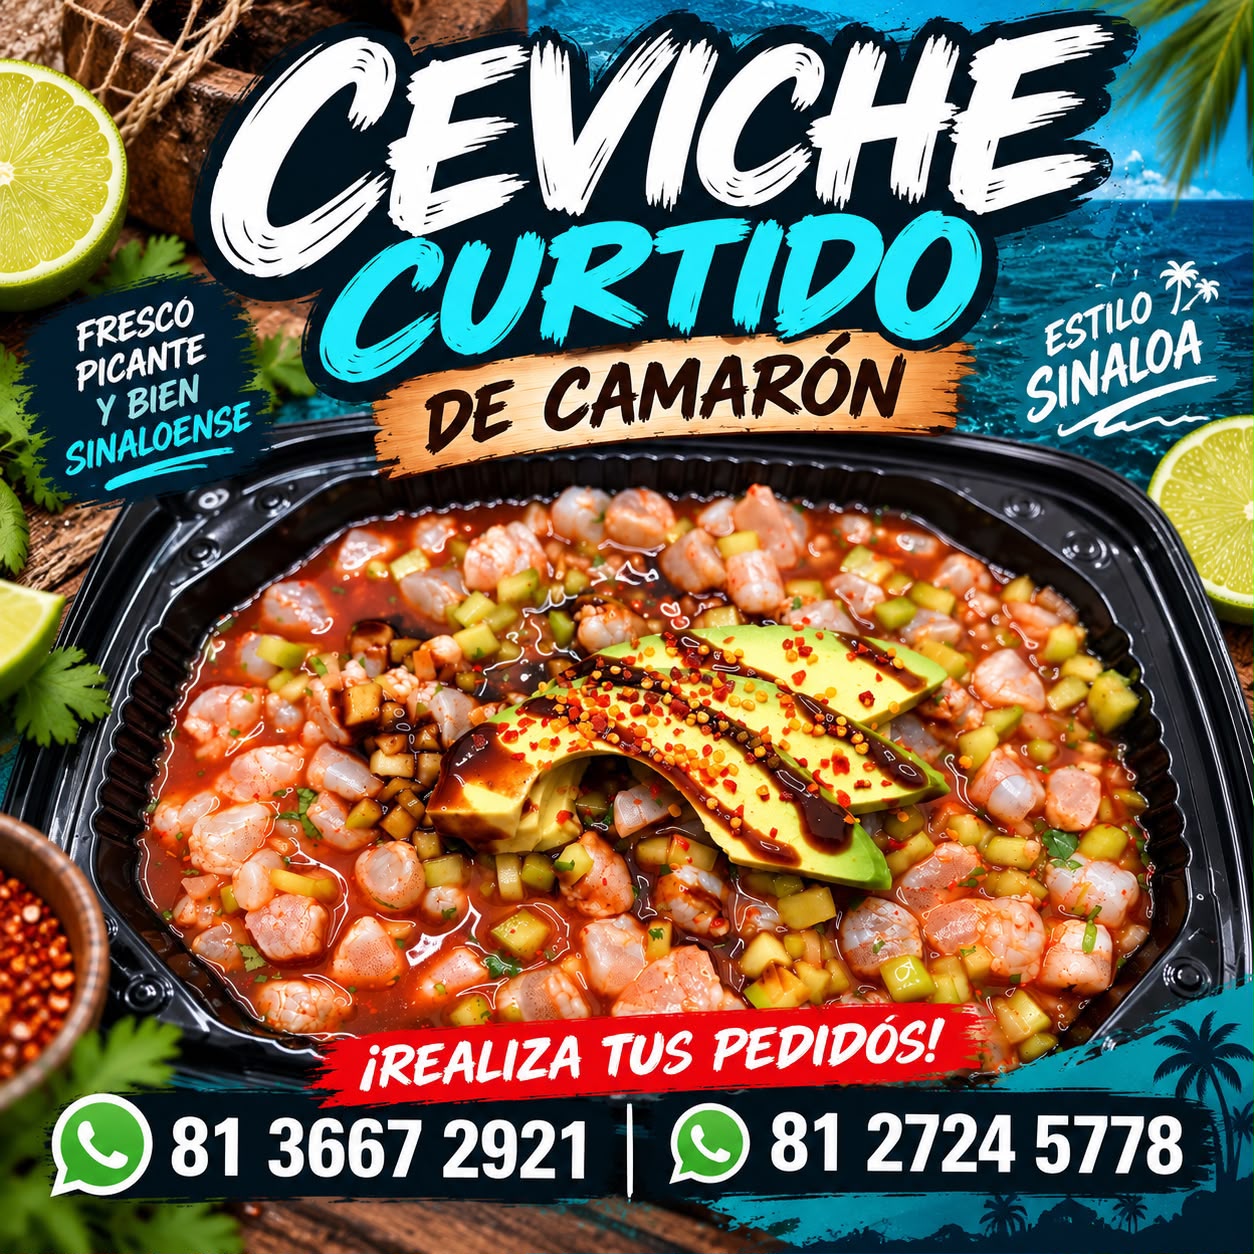 CEVICHE
CURTIDO
DE CAMARÓN
FRESCO
PICANTE
Y BIEN
SINALOENSE
ESTILO
SINALOA
¡REALIZA TUS PEDIDÓS!
81 3667 2921
81 2724 5778